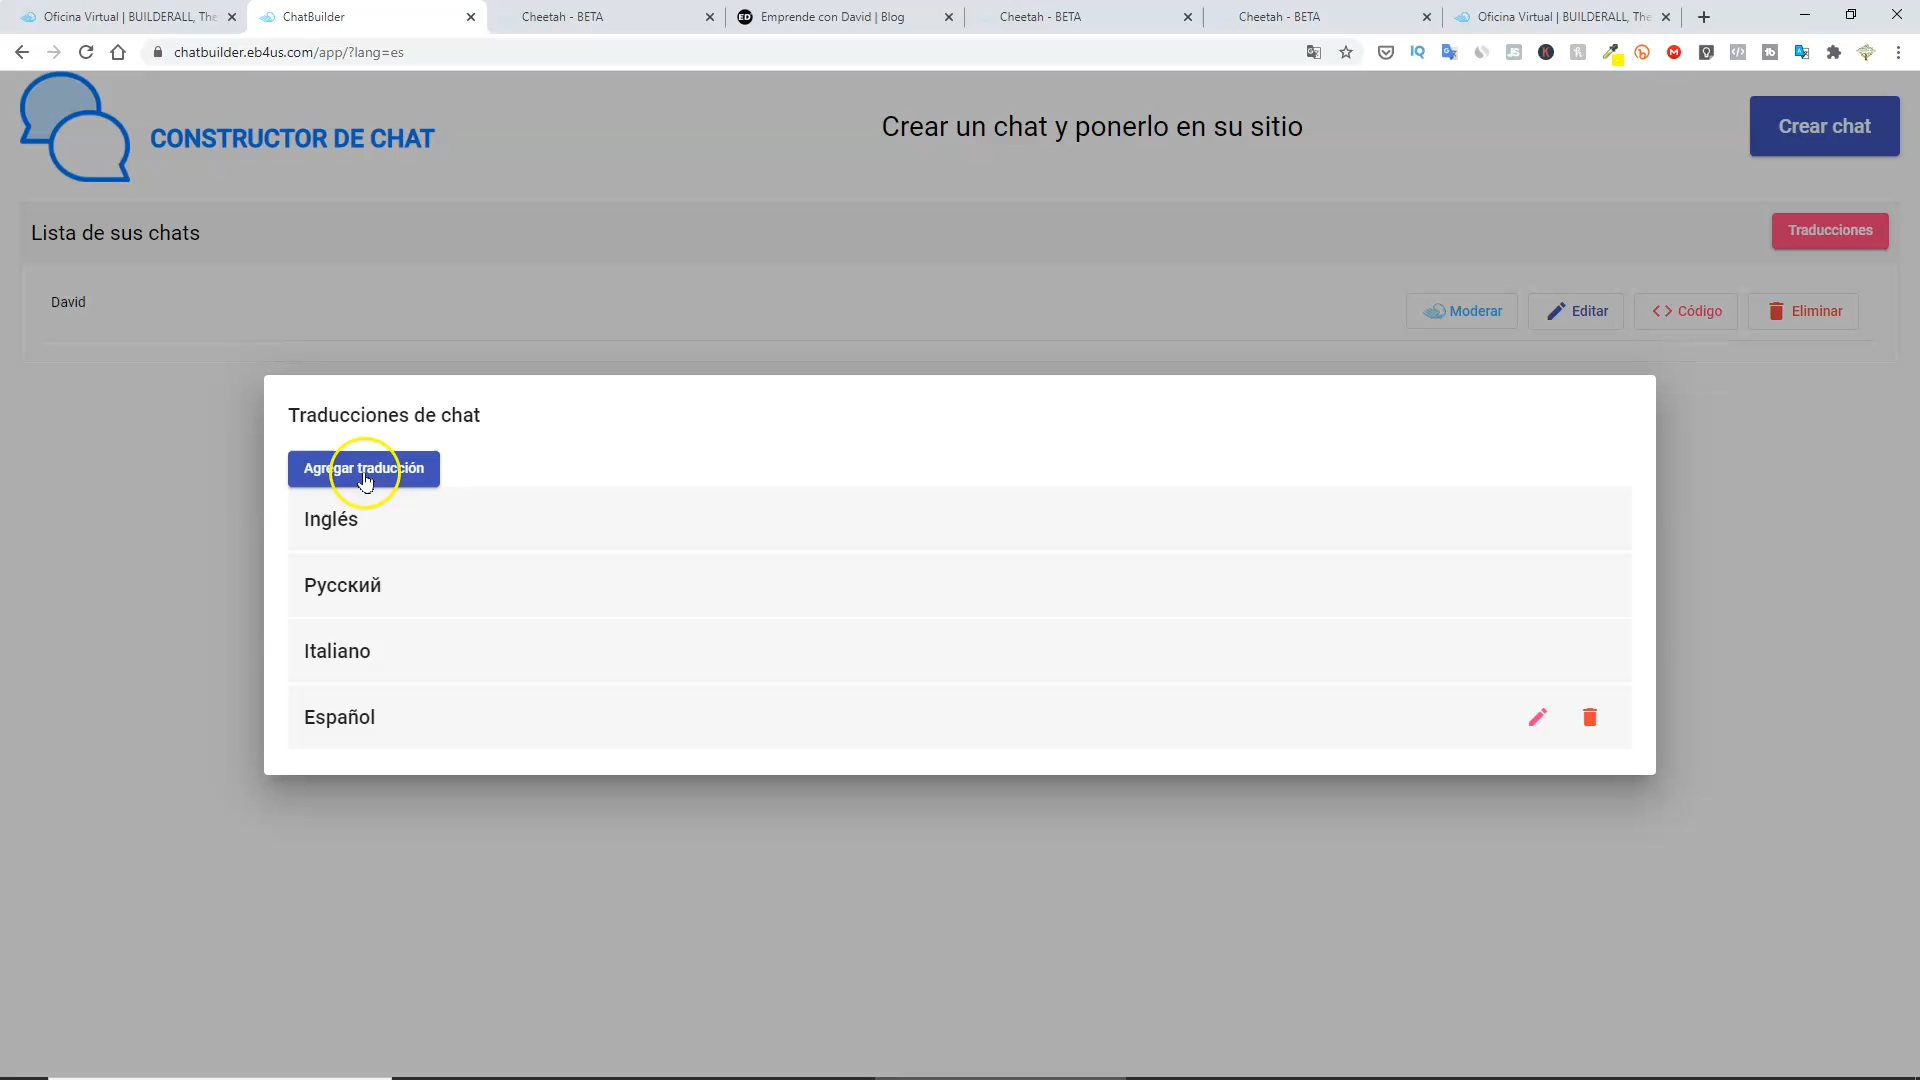 Oficina Virtual | BUILDERALL, The
ChatBuilder
Cheetah - BETA
Emprende con David | Blog
Cheetah - BETA
Cheetah - BETA
Oficina Virtual | BUILDERALL, The
chatbuilder.eb4us.com/app/?lang=es
CONSTRUCTOR DE CHAT
Crear un chat y ponerlo en su sitio
Crear chat
Lista de sus chats
Traducciones
David
Moderar
Editar
Código
Eliminar
Traducciones de chat
Agregar traducción
Inglés
Русский
Italiano
Español